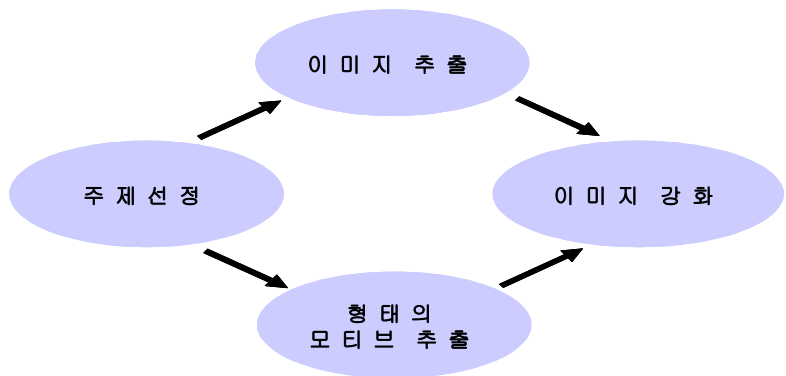 이미지 추출
주제선정
이미지 강화
형태의
모티브 추출